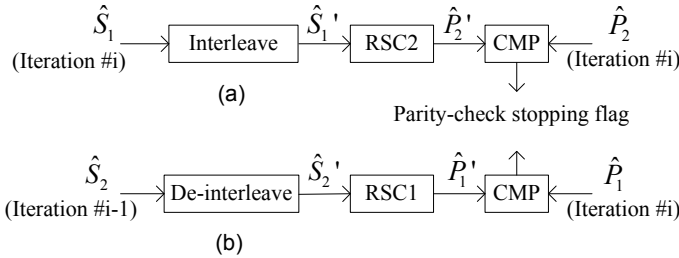 Ŝ₁ Ŝ₁' P̂₂' P̂₂
Interleave RSC2 CMP
(Iteration #i) (Iteration #i)
(a)
Parity-check stopping flag
Ŝ₂ Ŝ₂' P̂₁' P̂₁
De-interleave RSC1 CMP
(Iteration #i-1) (Iteration #i)
(b)